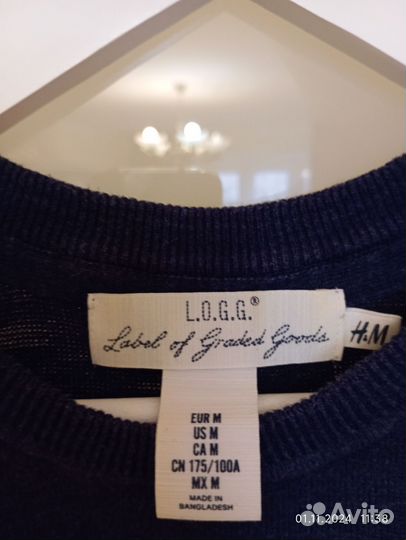 L.O.G.G.®
Label of Graded Goods
H&M
EUR M
US M
CA M
CN 175/100A
MX M
MADE IN
BANGLADESH
01.11.2024 11:38
Avito